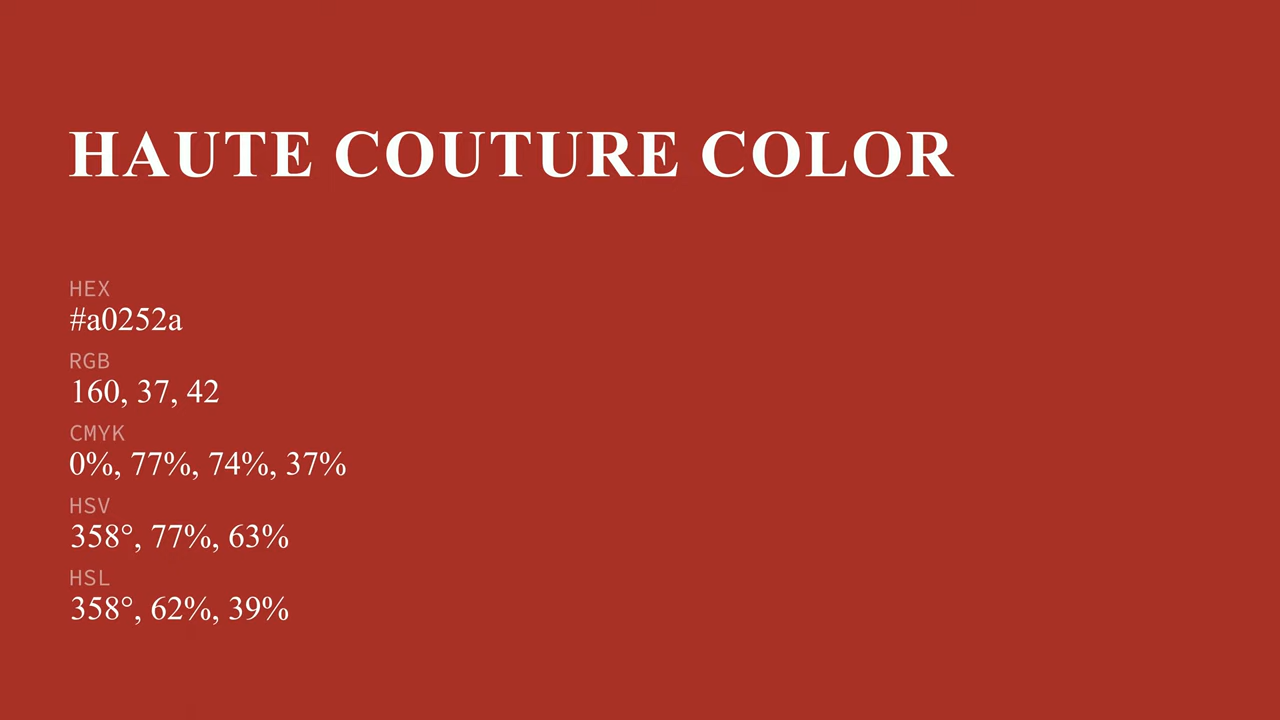 HAUTE COUTURE COLOR
HEX
#a0252a
RGB
160, 37, 42
CMYK
0%, 77%, 74%, 37%
HSV
358°, 77%, 63%
HSL
358°, 62%, 39%